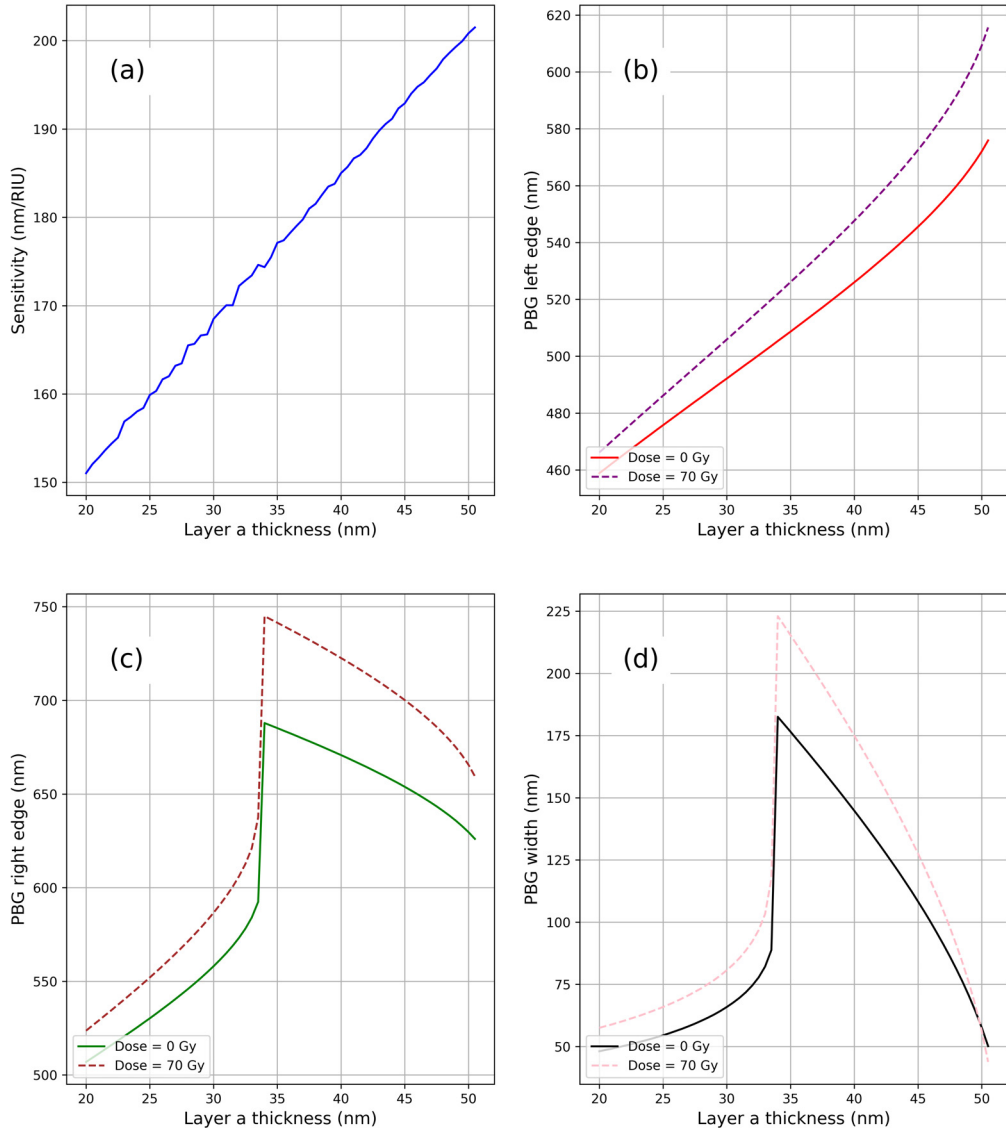 (a)
Sensitivity (nm/RIU)
200
190
180
170
160
150
20 25 30 35 40 45 50
Layer a thickness (nm)
(b)
PBG left edge (nm)
620
600
580
560
540
520
500
480
460
Dose = 0 Gy
Dose = 70 Gy
20 25 30 35 40 45 50
Layer a thickness (nm)
(c)
PBG right edge (nm)
750
700
650
600
550
500
Dose = 0 Gy
Dose = 70 Gy
20 25 30 35 40 45 50
Layer a thickness (nm)
(d)
PBG width (nm)
225
200
175
150
125
100
75
50
Dose = 0 Gy
Dose = 70 Gy
20 25 30 35 40 45 50
Layer a thickness (nm)